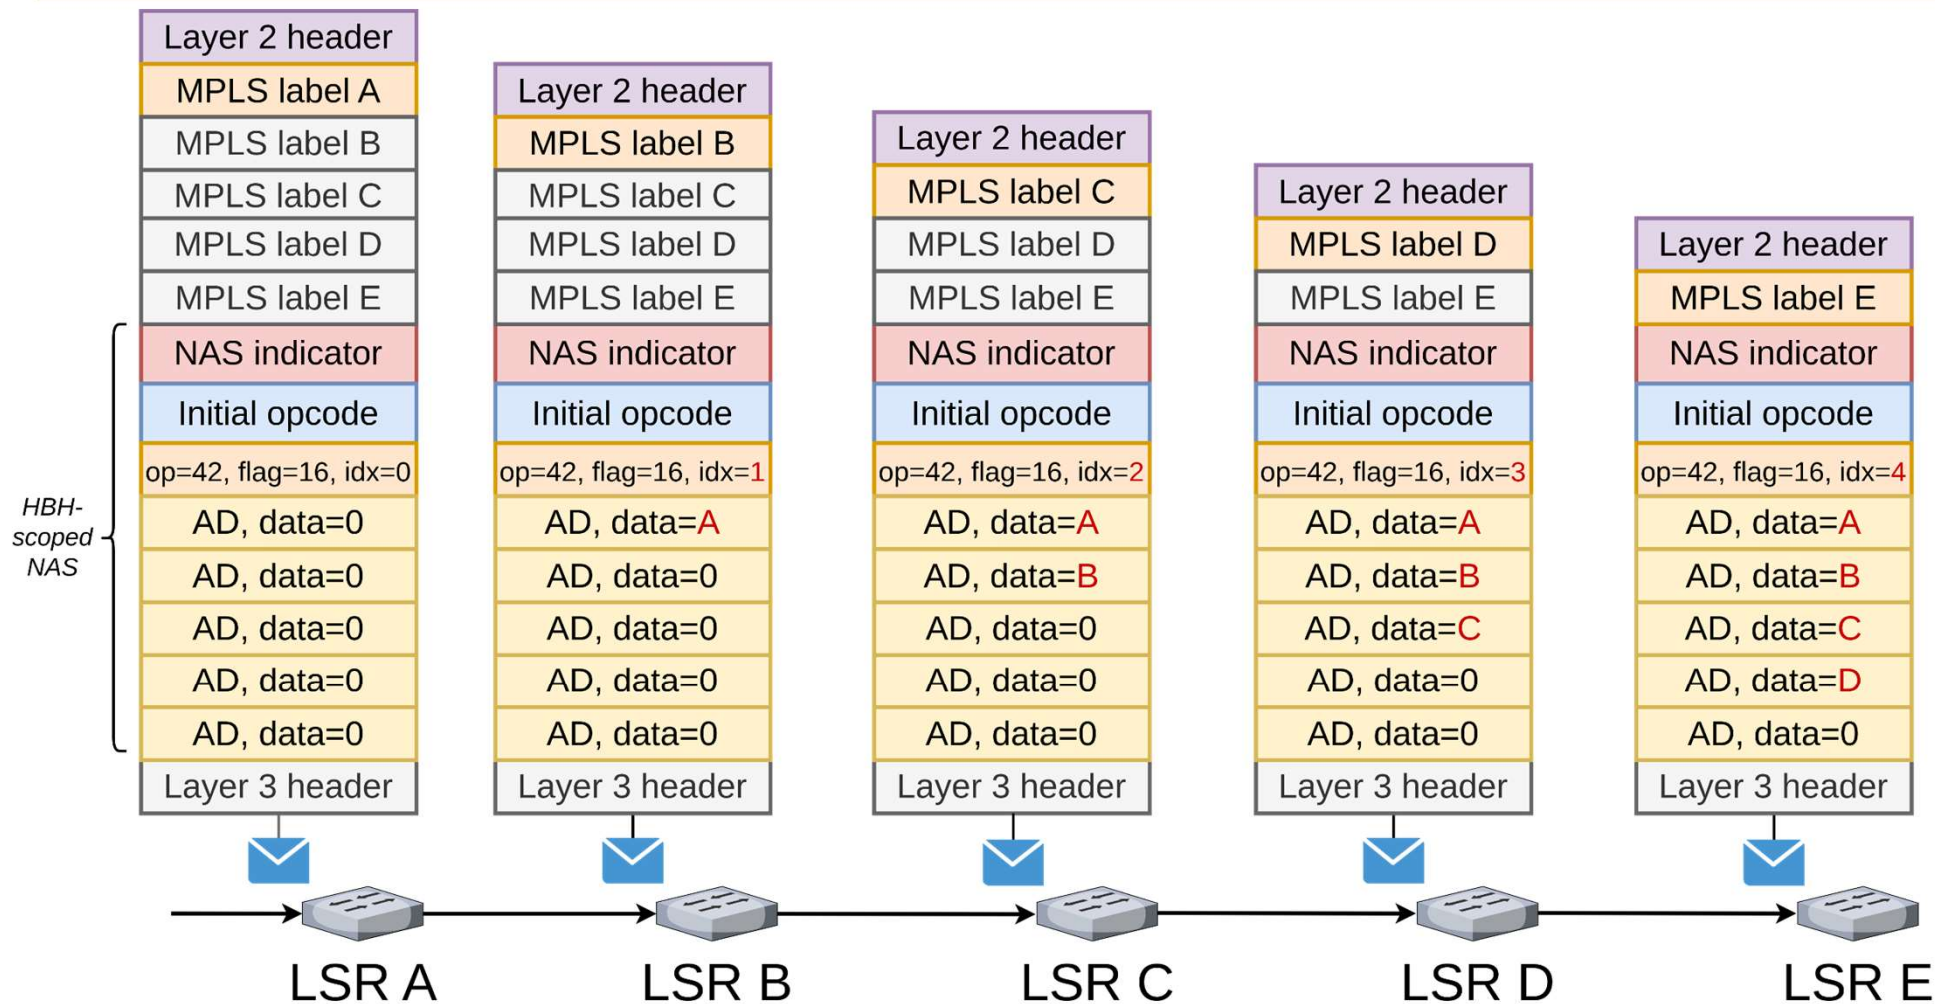 Layer 2 header
MPLS label A
MPLS label B
MPLS label C
MPLS label D
MPLS label E
NAS indicator
Initial opcode
op=42, flag=16, idx=0
AD, data=0
AD, data=0
AD, data=0
AD, data=0
AD, data=0
Layer 3 header
HBH-
scoped
NAS
LSR A
Layer 2 header
MPLS label B
MPLS label C
MPLS label D
MPLS label E
NAS indicator
Initial opcode
op=42, flag=16, idx=1
AD, data=A
AD, data=0
AD, data=0
AD, data=0
AD, data=0
Layer 3 header
LSR B
Layer 2 header
MPLS label C
MPLS label D
MPLS label E
NAS indicator
Initial opcode
op=42, flag=16, idx=2
AD, data=A
AD, data=B
AD, data=0
AD, data=0
AD, data=0
Layer 3 header
LSR C
Layer 2 header
MPLS label D
MPLS label E
NAS indicator
Initial opcode
op=42, flag=16, idx=3
AD, data=A
AD, data=B
AD, data=C
AD, data=0
AD, data=0
Layer 3 header
LSR D
Layer 2 header
MPLS label E
NAS indicator
Initial opcode
op=42, flag=16, idx=4
AD, data=A
AD, data=B
AD, data=C
AD, data=D
AD, data=0
Layer 3 header
LSR E